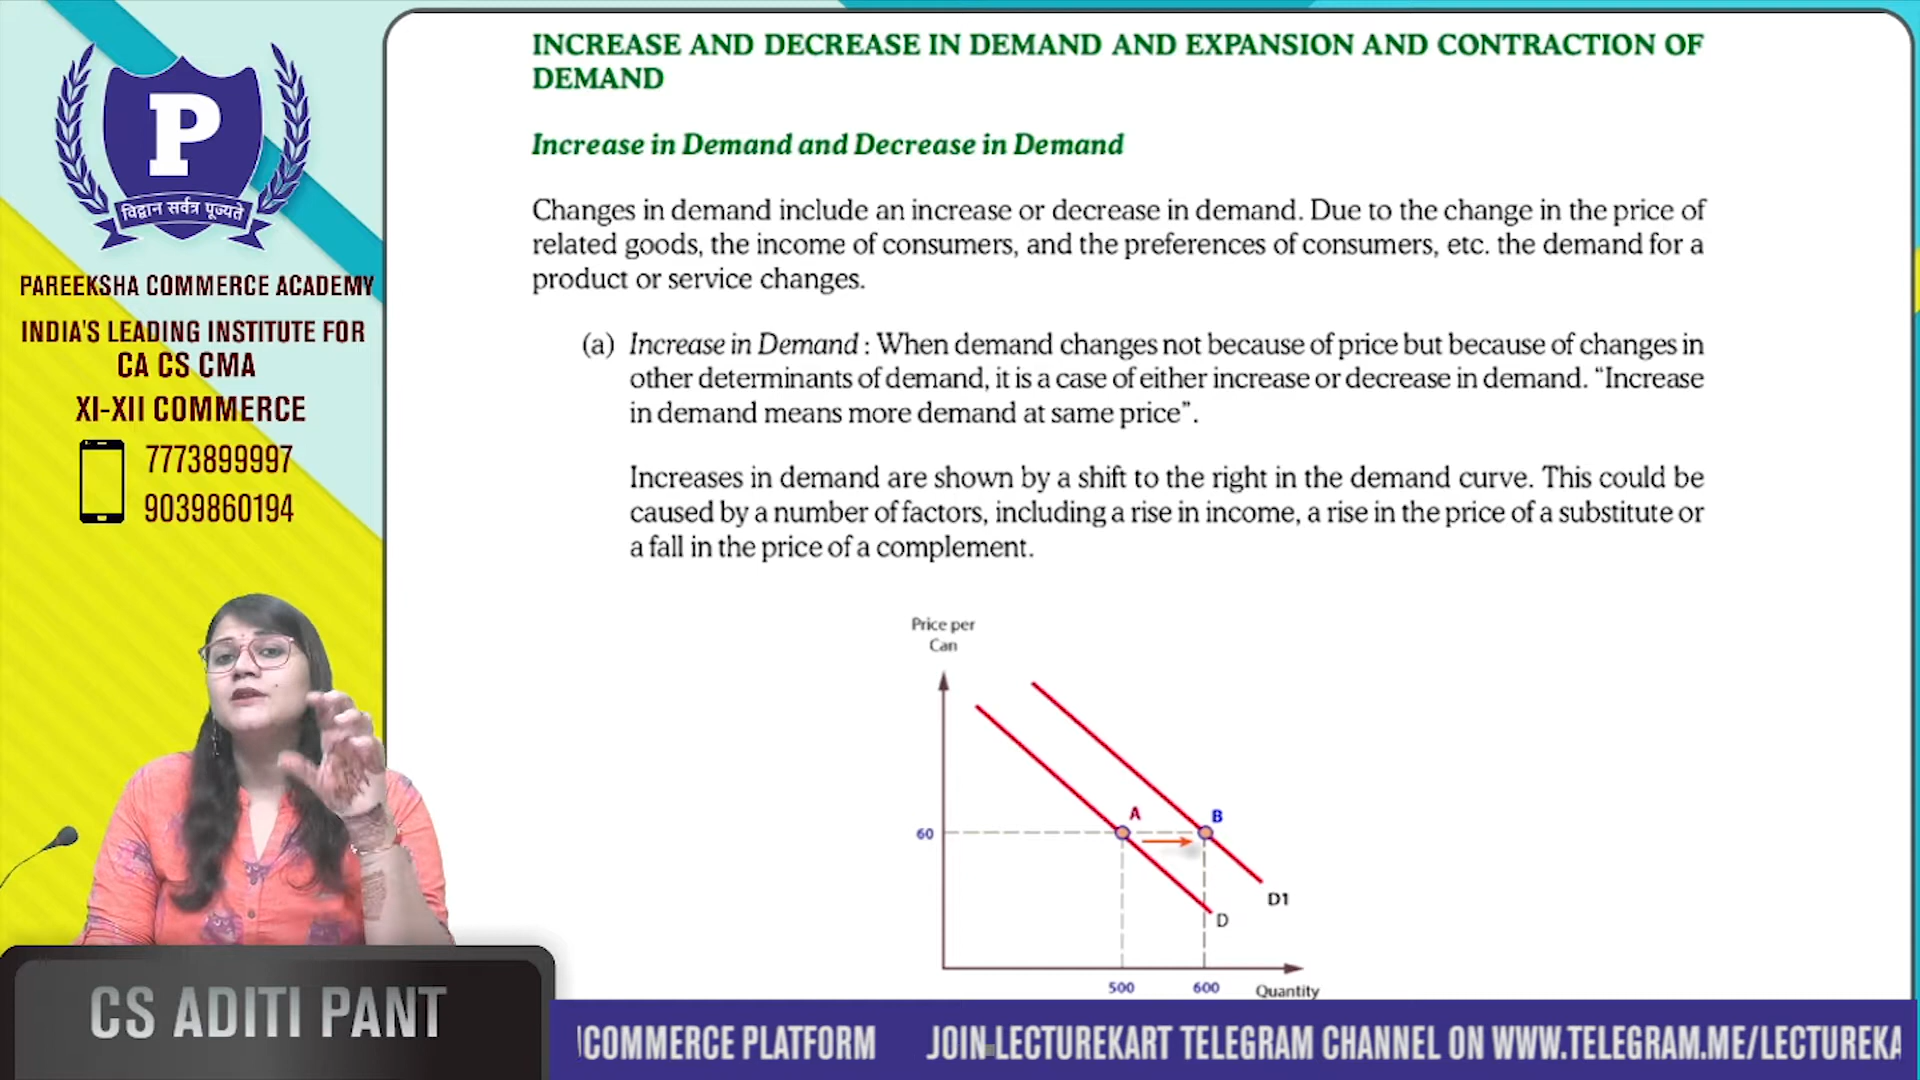 P
विद्वान सर्वत्र पूज्यते
PAREEKSHA COMMERCE ACADEMY
INDIA'S LEADING INSTITUTE FOR
CA CS CMA
XI-XII COMMERCE
7773899997
9039860194
INCREASE AND DECREASE IN DEMAND AND EXPANSION AND CONTRACTION OF
DEMAND
Increase in Demand and Decrease in Demand
Changes in demand include an increase or decrease in demand. Due to the change in the price of
related goods, the income of consumers, and the preferences of consumers, etc. the demand for a
product or service changes.
(a) Increase in Demand : When demand changes not because of price but because of changes in
other determinants of demand, it is a case of either increase or decrease in demand. “Increase
in demand means more demand at same price”.
Increases in demand are shown by a shift to the right in the demand curve. This could be
caused by a number of factors, including a rise in income, a rise in the price of a substitute or
a fall in the price of a complement.
Price per
Can
A
B
60
D1
D
500
600
Quantity
CS ADITI PANT
COMMERCE PLATFORM
JOIN LECTUREKART TELEGRAM CHANNEL ON WWW.TELEGRAM.ME/LECTUREKA